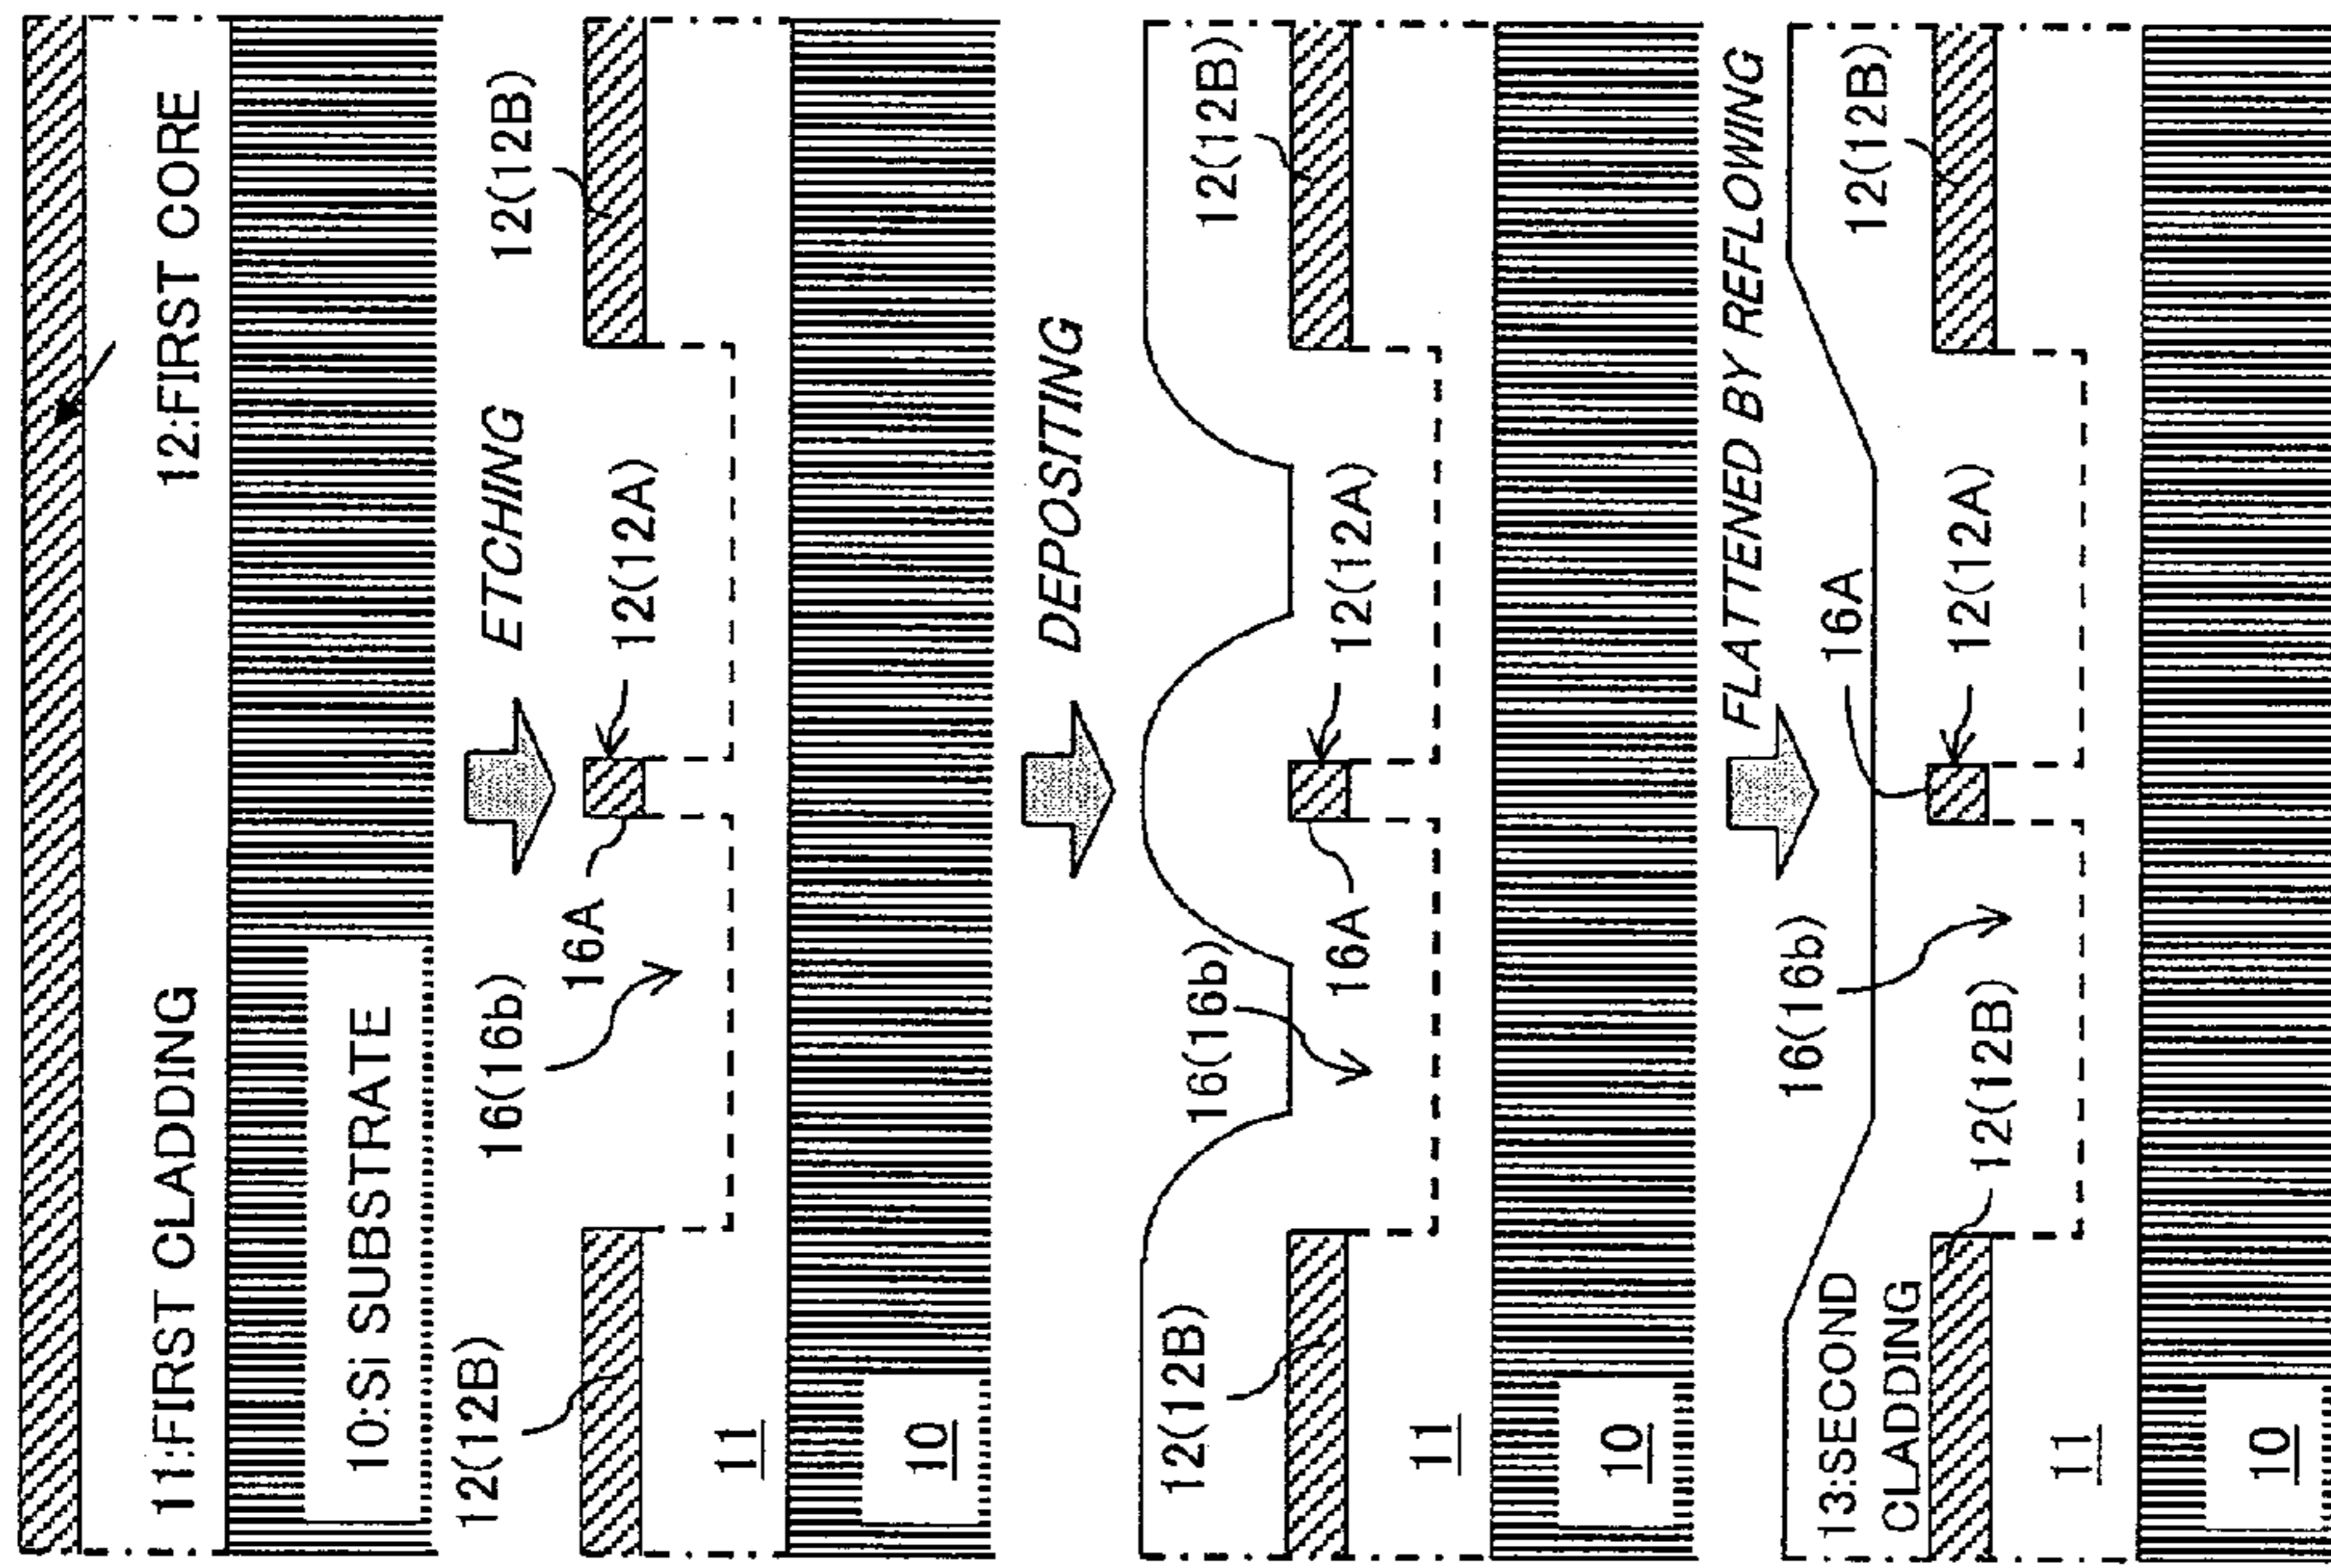 11:FIRST CLADDING
12:FIRST CORE
10:Si SUBSTRATE
ETCHING
12(12B)
16(16b)
12(12B)
16A
12(12A)
11
10
DEPOSITING
12(12B)
16(16b)
12(12B)
16A
12(12A)
11
10
FLATTENED BY REFLOWING
16(16b)
16A
12(12B)
13:SECOND
CLADDING
12(12B)
12(12A)
11
10